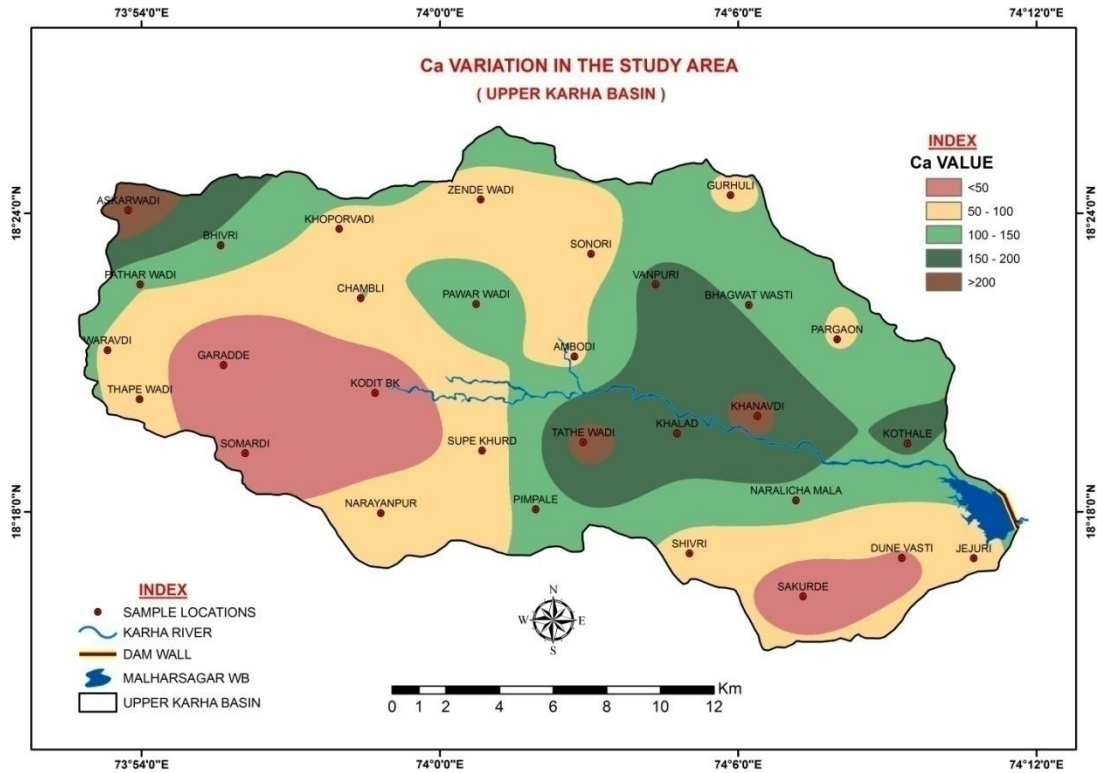 73°54'0"E 74°0'0"E 74°6'0"E 74°12'0"E
Ca VARIATION IN THE STUDY AREA
( UPPER KARHA BASIN )
INDEX
Ca VALUE
<50
50 - 100
100 - 150
150 - 200
>200
18°24'0"N
18°24'0"N
ASKARWADI
ZENDE WADI
GURHULI
KHOPORVADI
BHIVRI
SONORI
PATHAR WADI
VANPURI
CHAMBLI
PAWAR WADI
BHAGWAT WASTI
PARGAON
WARAVDI
AMBODI
GARADDE
THAPE WADI
KODIT BK
KHANAVDI
SOMARDI
SUPE KHURD
TATHE WADI
KHALAD
KOTHALE
NARAYANPUR
PIMPALE
NARALICHA MALA
18°18'0"N
18°18'0"N
SHIVRI
DUNE VASTI
JEJURI
SAKURDE
INDEX
SAMPLE LOCATIONS
KARHA RIVER
DAM WALL
MALHARSAGAR WB
UPPER KARHA BASIN
N
W E
S
Km
0 1 2 4 6 8 10 12
73°54'0"E 74°0'0"E 74°6'0"E 74°12'0"E